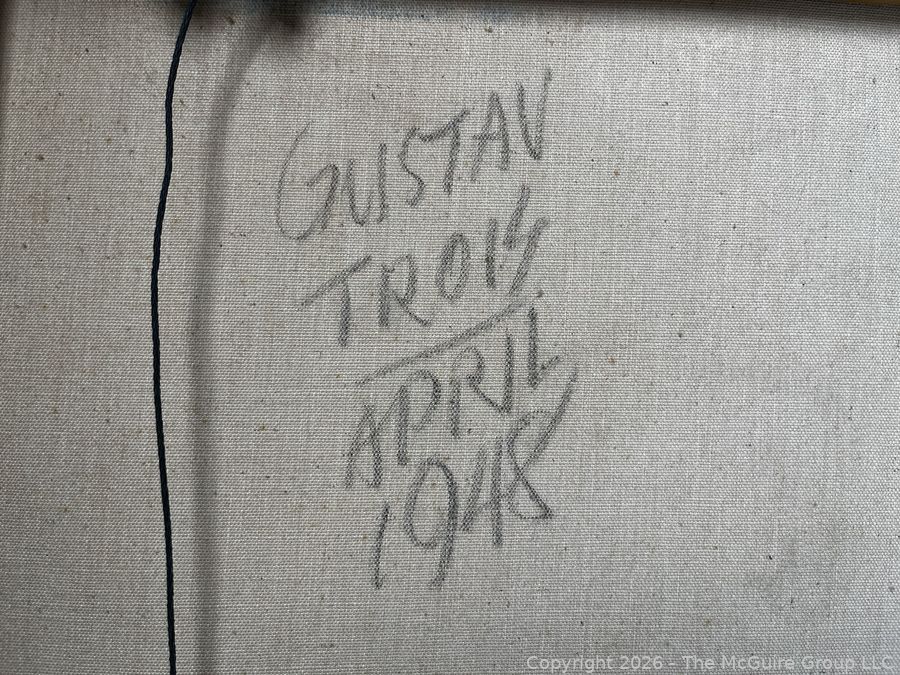 GUSTAV
TROIS
APRIL
1948
Copyright 2026 - The McGuire Group LLC